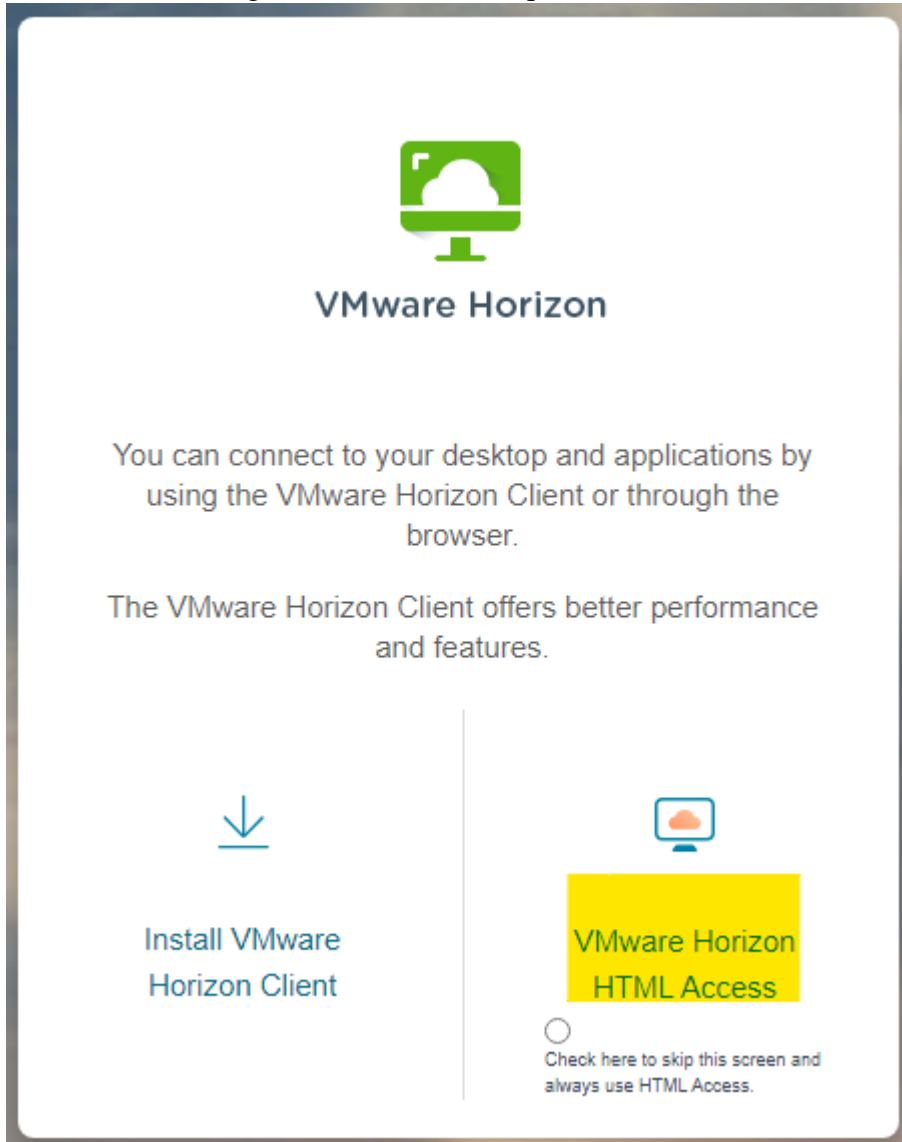 VMware Horizon
You can connect to your desktop and applications by
using the VMware Horizon Client or through the
browser.
The VMware Horizon Client offers better performance
and features.
Install VMware
Horizon Client
VMware Horizon
HTML Access
Check here to skip this screen and
always use HTML Access.